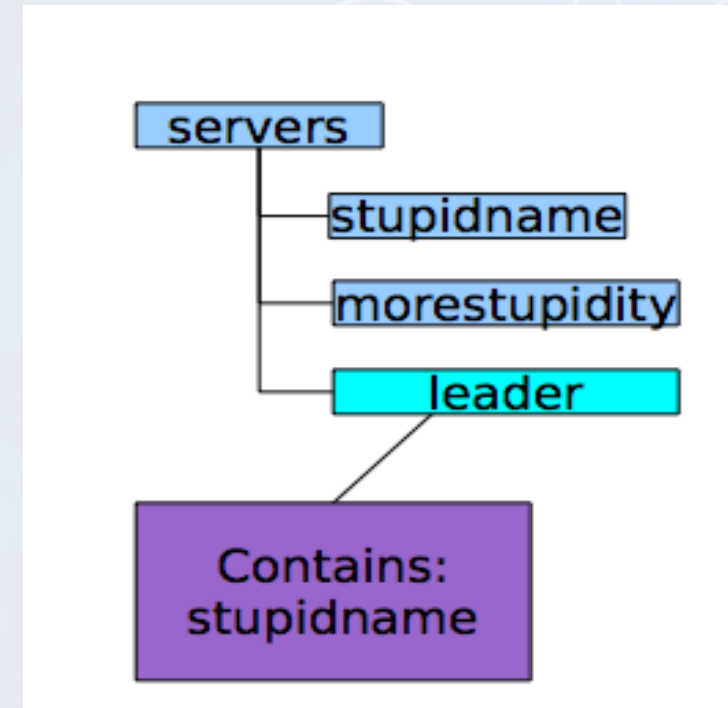 servers
stupidname
morestupidity
leader
Contains:
stupidname